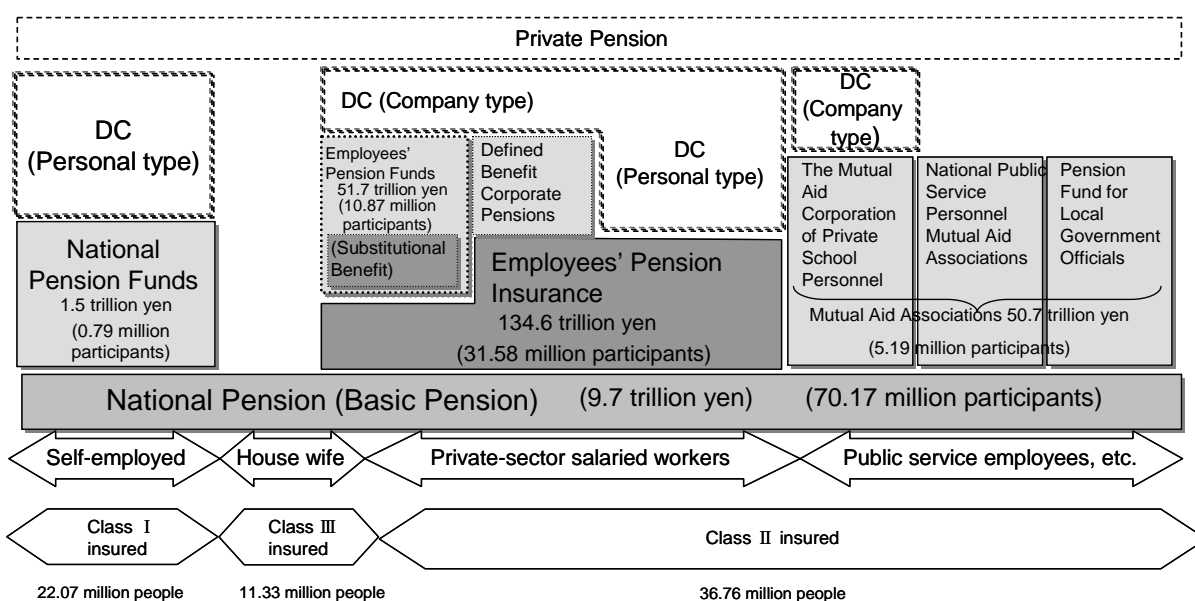 Private Pension
DC
(Personal type)
National
Pension Funds
1.5 trillion yen
(0.79 million
participants)
DC (Company type)
Employees'
Pension Funds
51.7 trillion yen
(10.87 million
participants)
(Substitutional
Benefit)
Defined
Benefit
Corporate
Pensions
DC
(Personal type)
Employees' Pension
Insurance
134.6 trillion yen
(31.58 million participants)
DC
(Company
type)
The Mutual
Aid
Corporation
of Private
School
Personnel
National Public
Service
Personnel
Mutual Aid
Associations
Pension
Fund for
Local
Government
Officials
Mutual Aid Associations 50.7 trillion yen
(5.19 million participants)
National Pension (Basic Pension) (9.7 trillion yen) (70.17 million participants)
Self-employed
House wife
Private-sector salaried workers
Public service employees, etc.
Class Ⅰ
insured
Class Ⅲ
insured
Class Ⅱ insured
22.07 million people
11.33 million people
36.76 million people